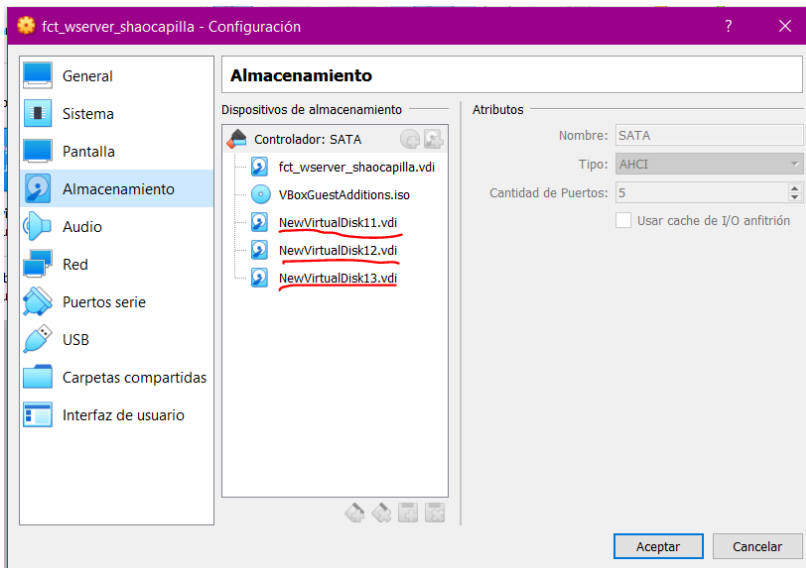 fct_wserver_shaocapilla - Configuración
?
General
Sistema
Pantalla
Almacenamiento
Audio
Red
Puertos serie
USB
Carpetas compartidas
Interfaz de usuario
Almacenamiento
Dispositivos de almacenamiento
Controlador: SATA
fct_wserver_shaocapilla.vdi
VBoxGuestAdditions.iso
NewVirtualDisk11.vdi
NewVirtualDisk12.vdi
NewVirtualDisk13.vdi
Atributos
Nombre: SATA
Tipo: AHCI
Cantidad de Puertos: 5
Usar cache de I/O anfitrión
Aceptar Cancelar